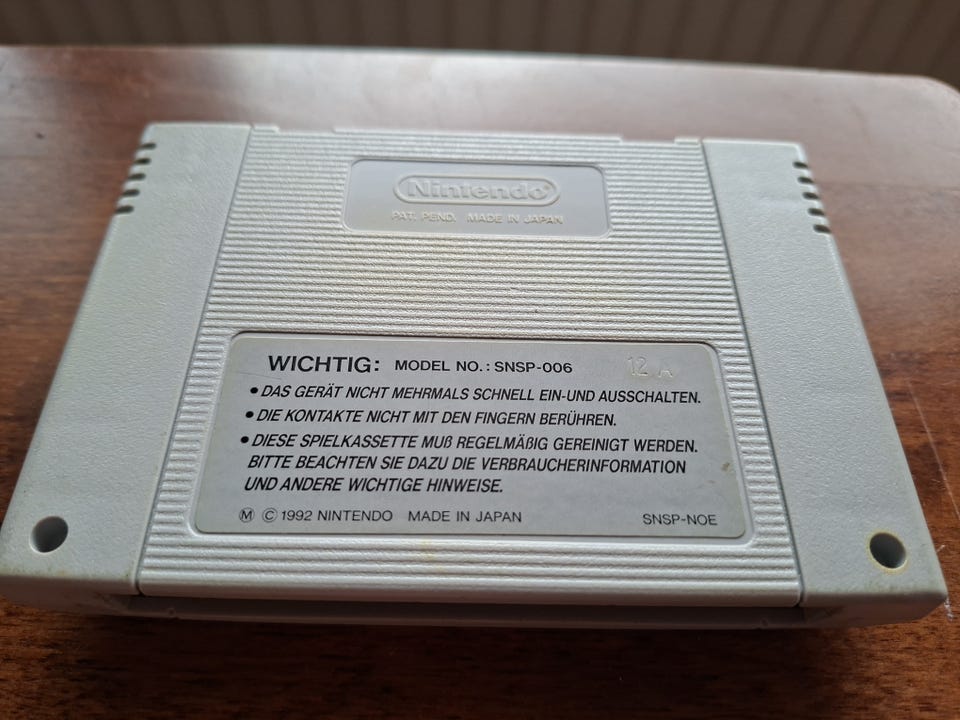 Nintendo®
PAT. PEND. MADE IN JAPAN
WICHTIG: MODEL NO.: SNSP-006 12 A
• DAS GERÄT NICHT MEHRMALS SCHNELL EIN-UND AUSSCHALTEN.
• DIE KONTAKTE NICHT MIT DEN FINGERN BERÜHREN.
• DIESE SPIELKASSETTE MUß REGELMÄßIG GEREINIGT WERDEN.
BITTE BEACHTEN SIE DAZU DIE VERBRAUCHERINFORMATION
UND ANDERE WICHTIGE HINWEISE.
Ⓜ © 1992 NINTENDO MADE IN JAPAN SNSP-NOE